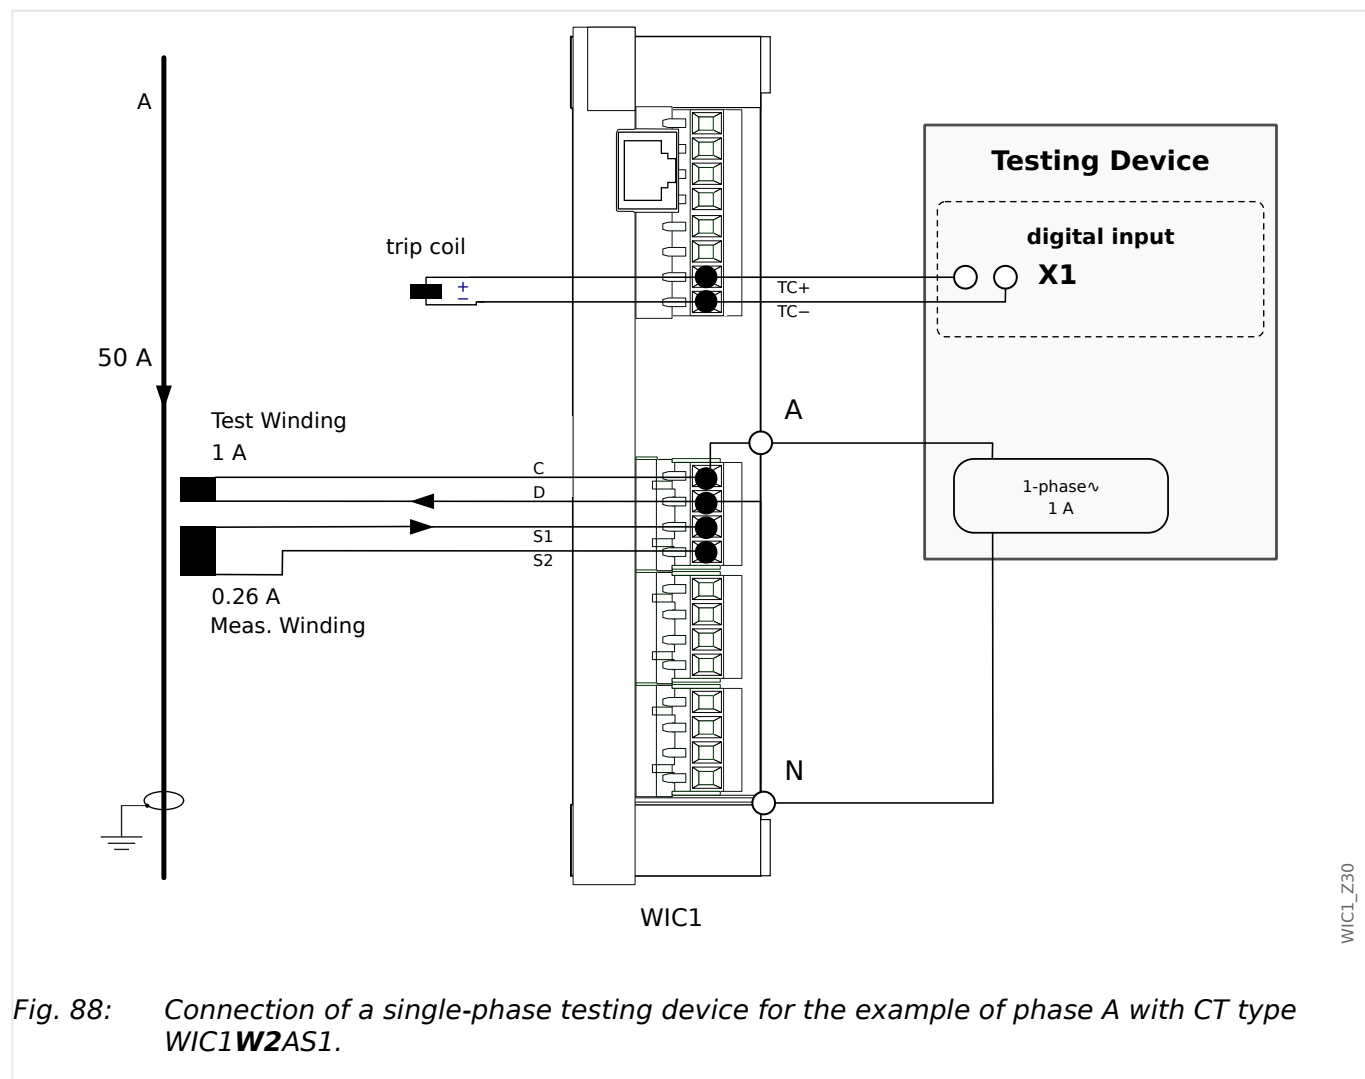 A
Testing Device
digital input
X1
trip coil
+
−
TC+
TC−
50 A
A
Test Winding
1 A
C
D
1-phase∿
1 A
S1
S2
0.26 A
Meas. Winding
N
WIC1
WIC1_Z30
Fig. 88: Connection of a single-phase testing device for the example of phase A with CT type
WIC1W2AS1.